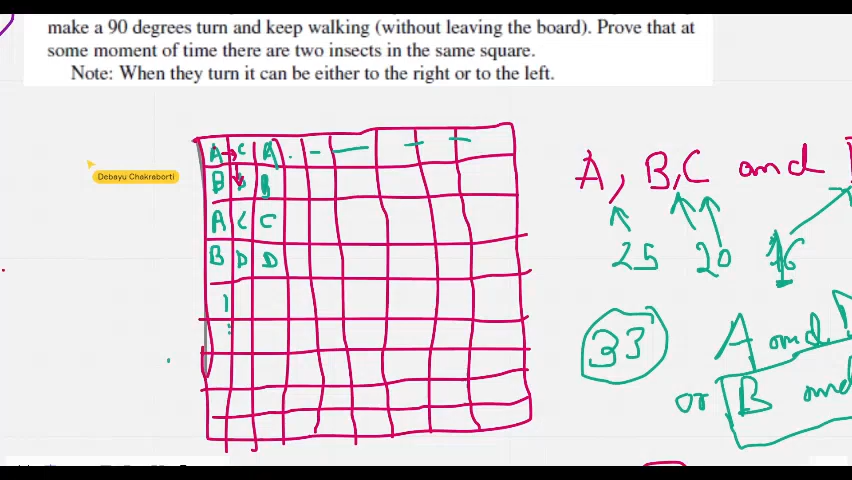 make a 90 degrees turn and keep walking (without leaving the board). Prove that at
some moment of time there are two insects in the same square.
Note: When they turn it can be either to the right or to the left.
Debayu Chakraborti
A C A
B D B
A C C
B D D
A, B, C and
25 20 16
33
A and
or B and